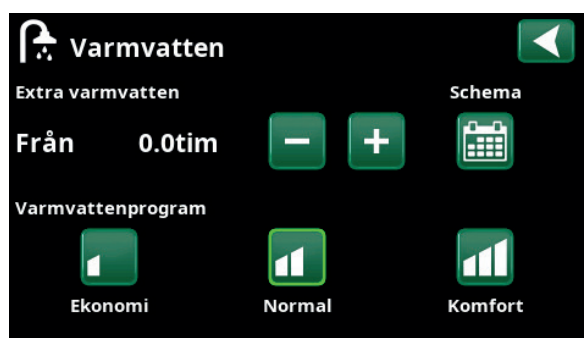 Varmvatten
Extra varmvatten Schema
Från 0.0tim
Varmvattenprogram
Ekonomi Normal Komfort